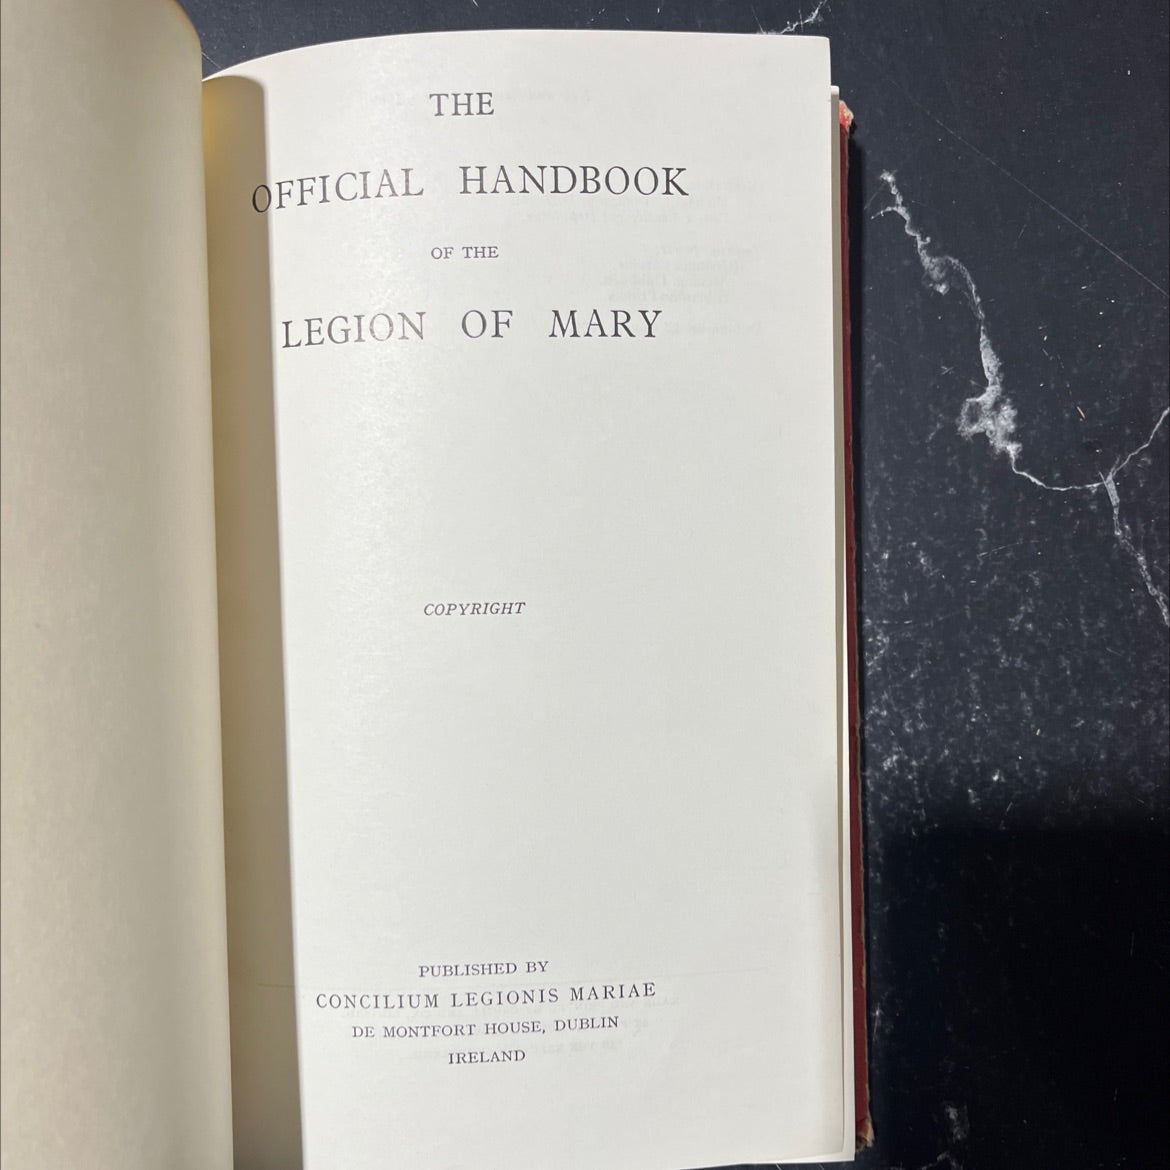 THE
OFFICIAL HANDBOOK
OF THE
LEGION OF MARY
COPYRIGHT
PUBLISHED BY
CONCILIUM LEGIONIS MARIAE
DE MONTFORT HOUSE, DUBLIN
IRELAND